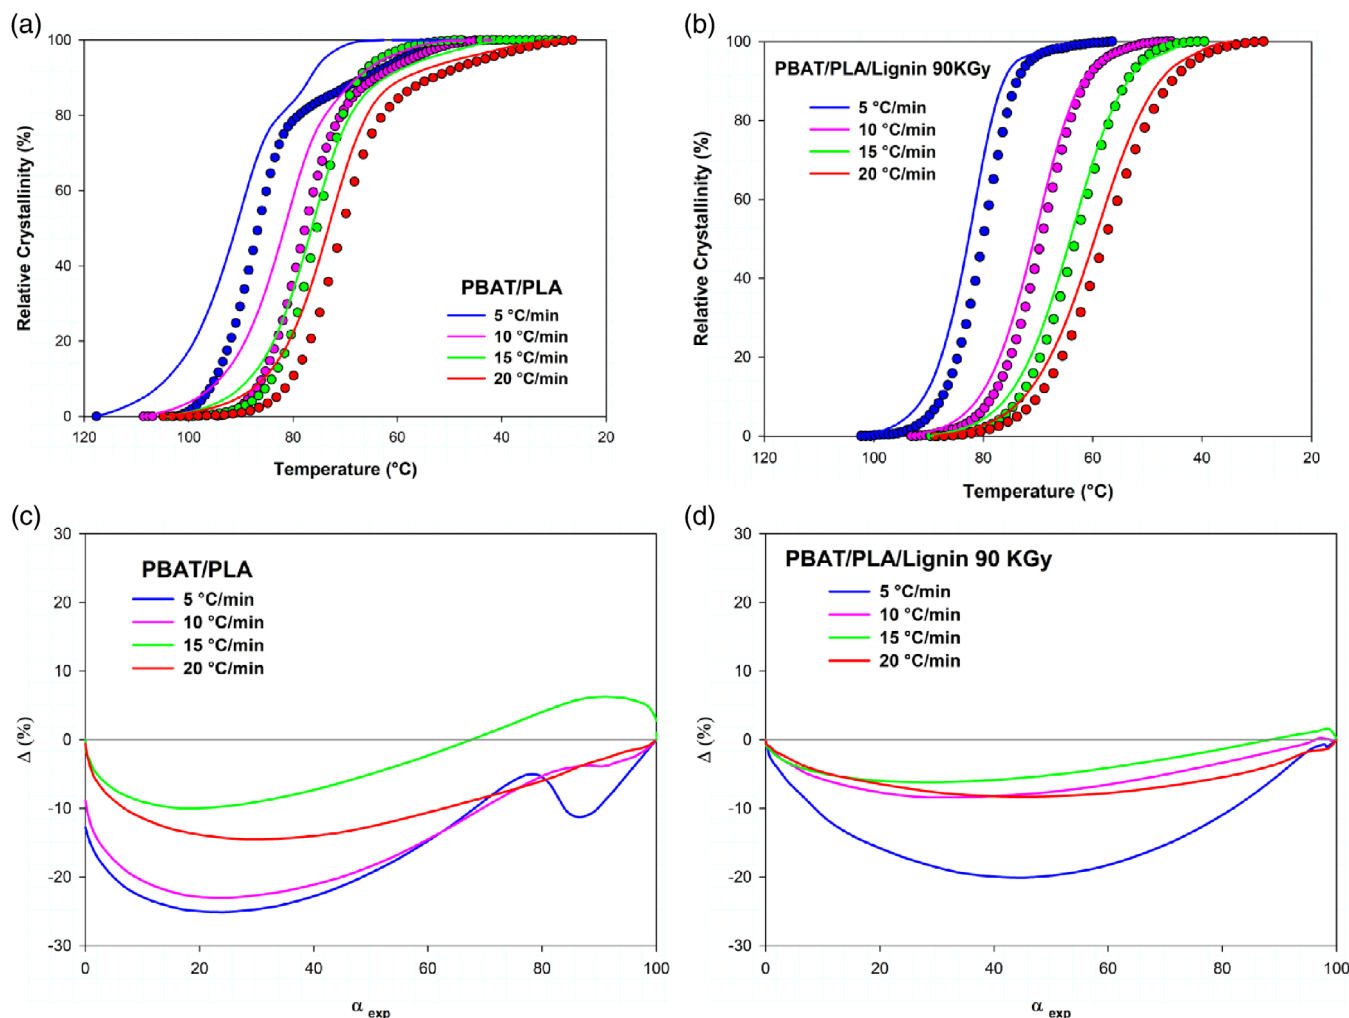 (a)
100
80
60
40
20
0
Relative Crystallinity (%)
PBAT/PLA
5 °C/min
10 °C/min
15 °C/min
20 °C/min
120 100 80 60 40 20
Temperature (°C)
(b)
100
80
60
40
20
0
Relative Crystallinity (%)
PBAT/PLA/Lignin 90KGy
5 °C/min
10 °C/min
15 °C/min
20 °C/min
120 100 80 60 40 20
Temperature (°C)
(c)
30
20
10
0
-10
-20
-30
Δ (%)
PBAT/PLA
5 °C/min
10 °C/min
15 °C/min
20 °C/min
0 20 40 60 80 100
α exp
(d)
30
20
10
0
-10
-20
-30
Δ (%)
PBAT/PLA/Lignin 90 KGy
5 °C/min
10 °C/min
15 °C/min
20 °C/min
0 20 40 60 80 100
α exp